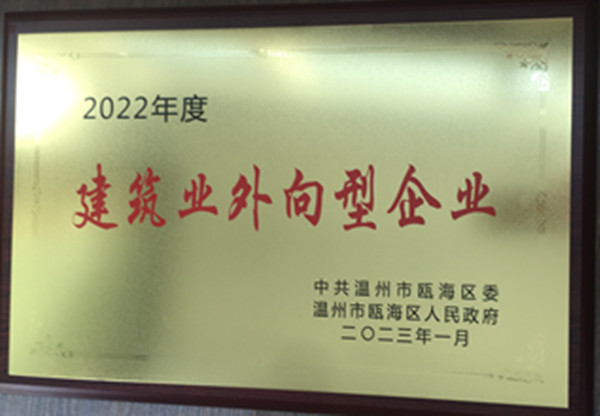 2022年度
建筑业外向型企业
中共温州市瓯海区委
温州市瓯海区人民政府
二〇二三年一月